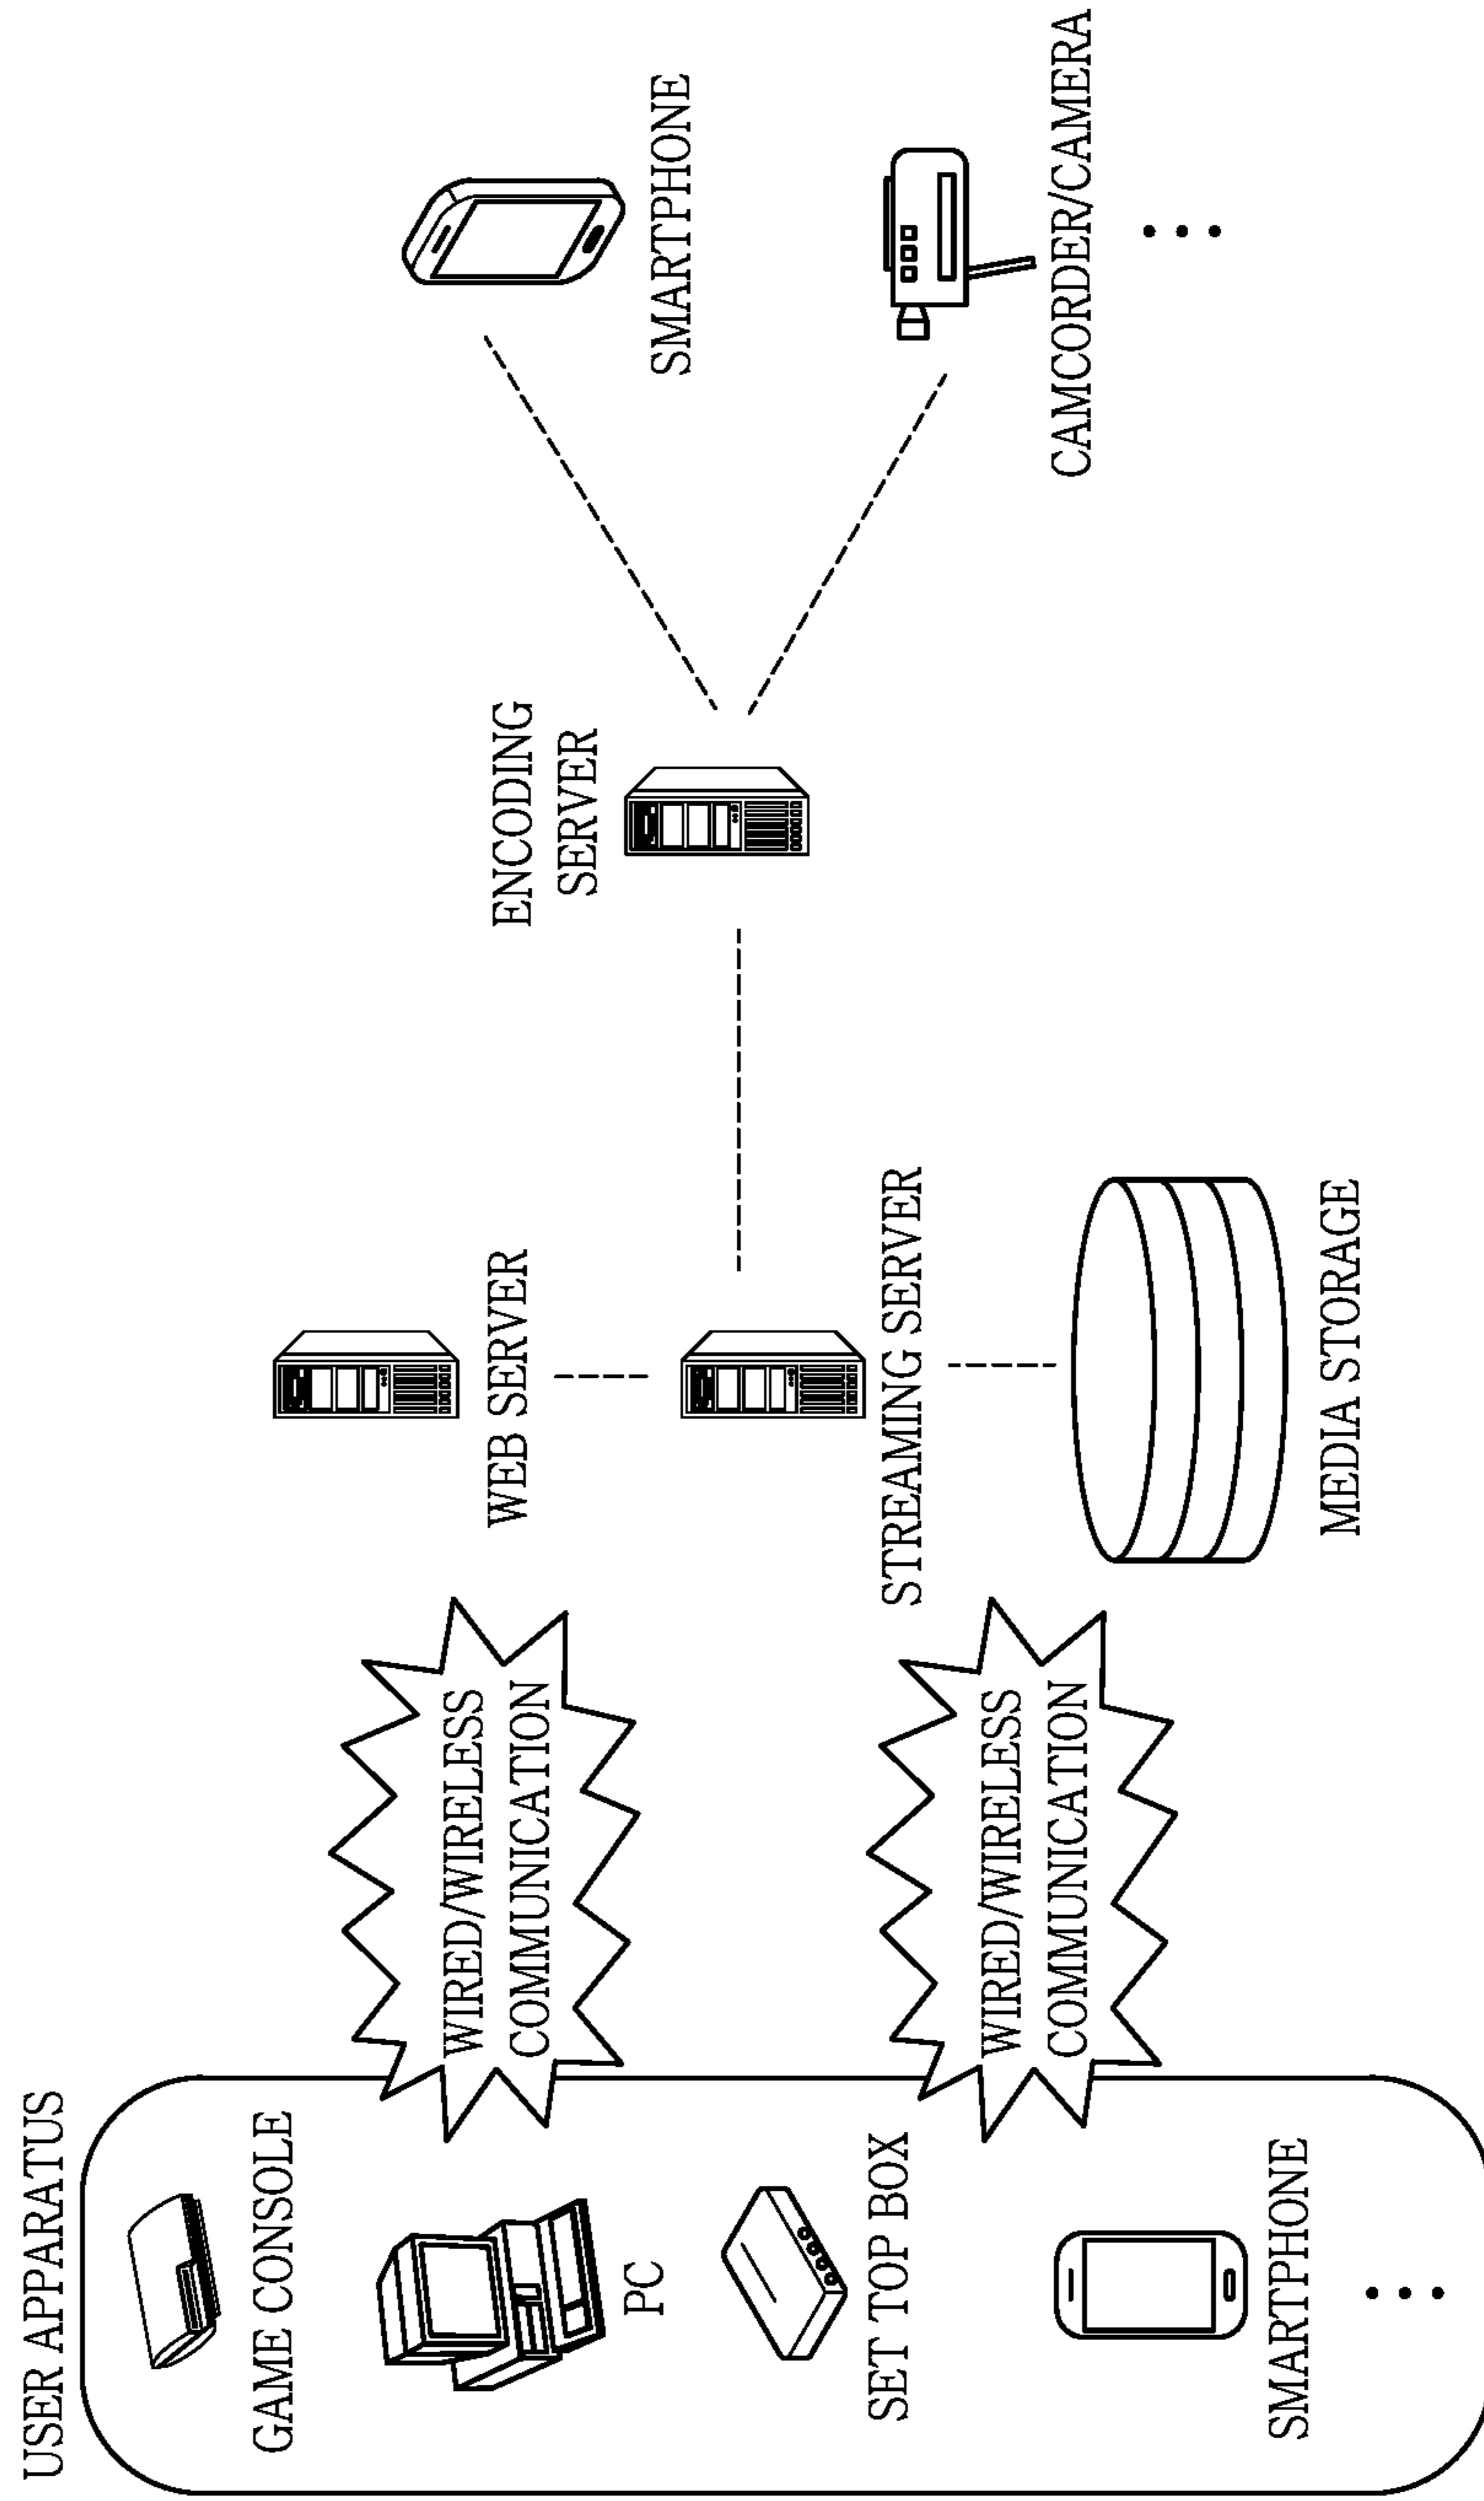 USER APPARATUS
GAME CONSOLE
PC
SET TOP BOX
SMARTPHONE
WIRED/WIRELESS
COMMUNICATION
WIRED/WIRELESS
COMMUNICATION
WEB SERVER
STREAMING SERVER
MEDIA STORAGE
ENCODING
SERVER
SMARTPHONE
CAMCORDER/CAMERA